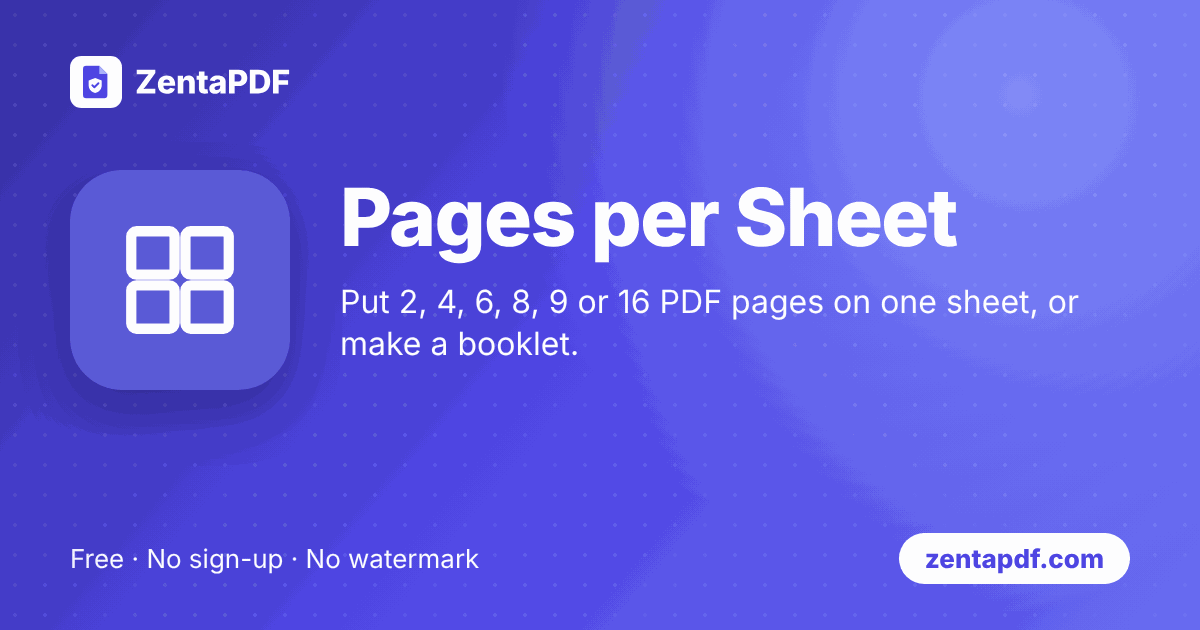 ZentaPDF
Pages per Sheet
Put 2, 4, 6, 8, 9 or 16 PDF pages on one sheet, or
make a booklet.
Free · No sign-up · No watermark
zentapdf.com